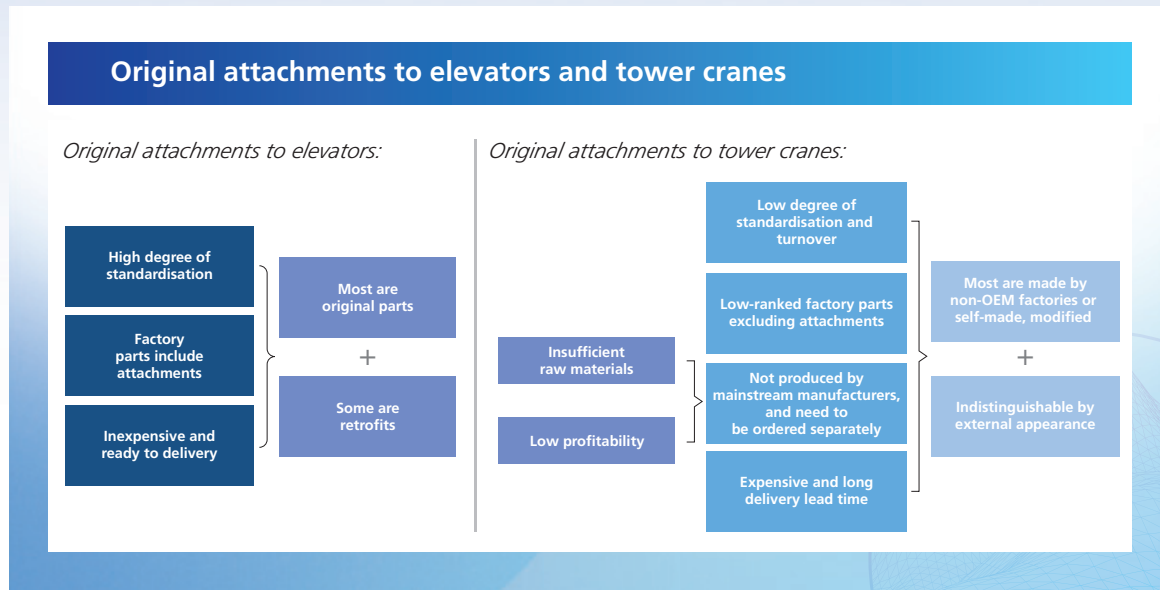 Original attachments to elevators and tower cranes
Original attachments to elevators:
High degree of
standardisation
Factory
parts include
attachments
Inexpensive and
ready to delivery
Most are
original parts
+
Some are
retrofits
Original attachments to tower cranes:
Insufficient
raw materials
Low profitability
Low degree of
standardisation and
turnover
Low-ranked factory parts
excluding attachments
Not produced by
mainstream manufacturers,
and need to
be ordered separately
Expensive and long
delivery lead time
Most are made by
non-OEM factories or
self-made, modified
+
Indistinguishable by
external appearance